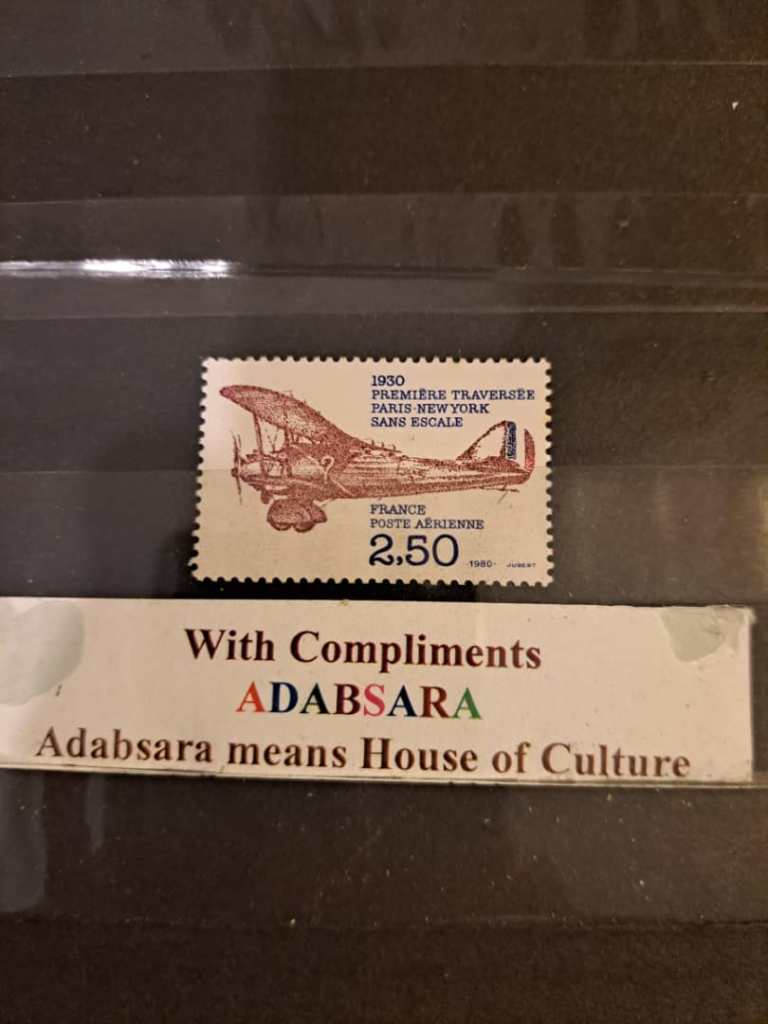 1930
PREMIÈRE TRAVERSÉE
PARIS-NEW YORK
SANS ESCALE
FRANCE
POSTE AÉRIENNE
2,50
·1980·
JUBERT
With Compliments
ADABSARA
Adabsara means House of Culture